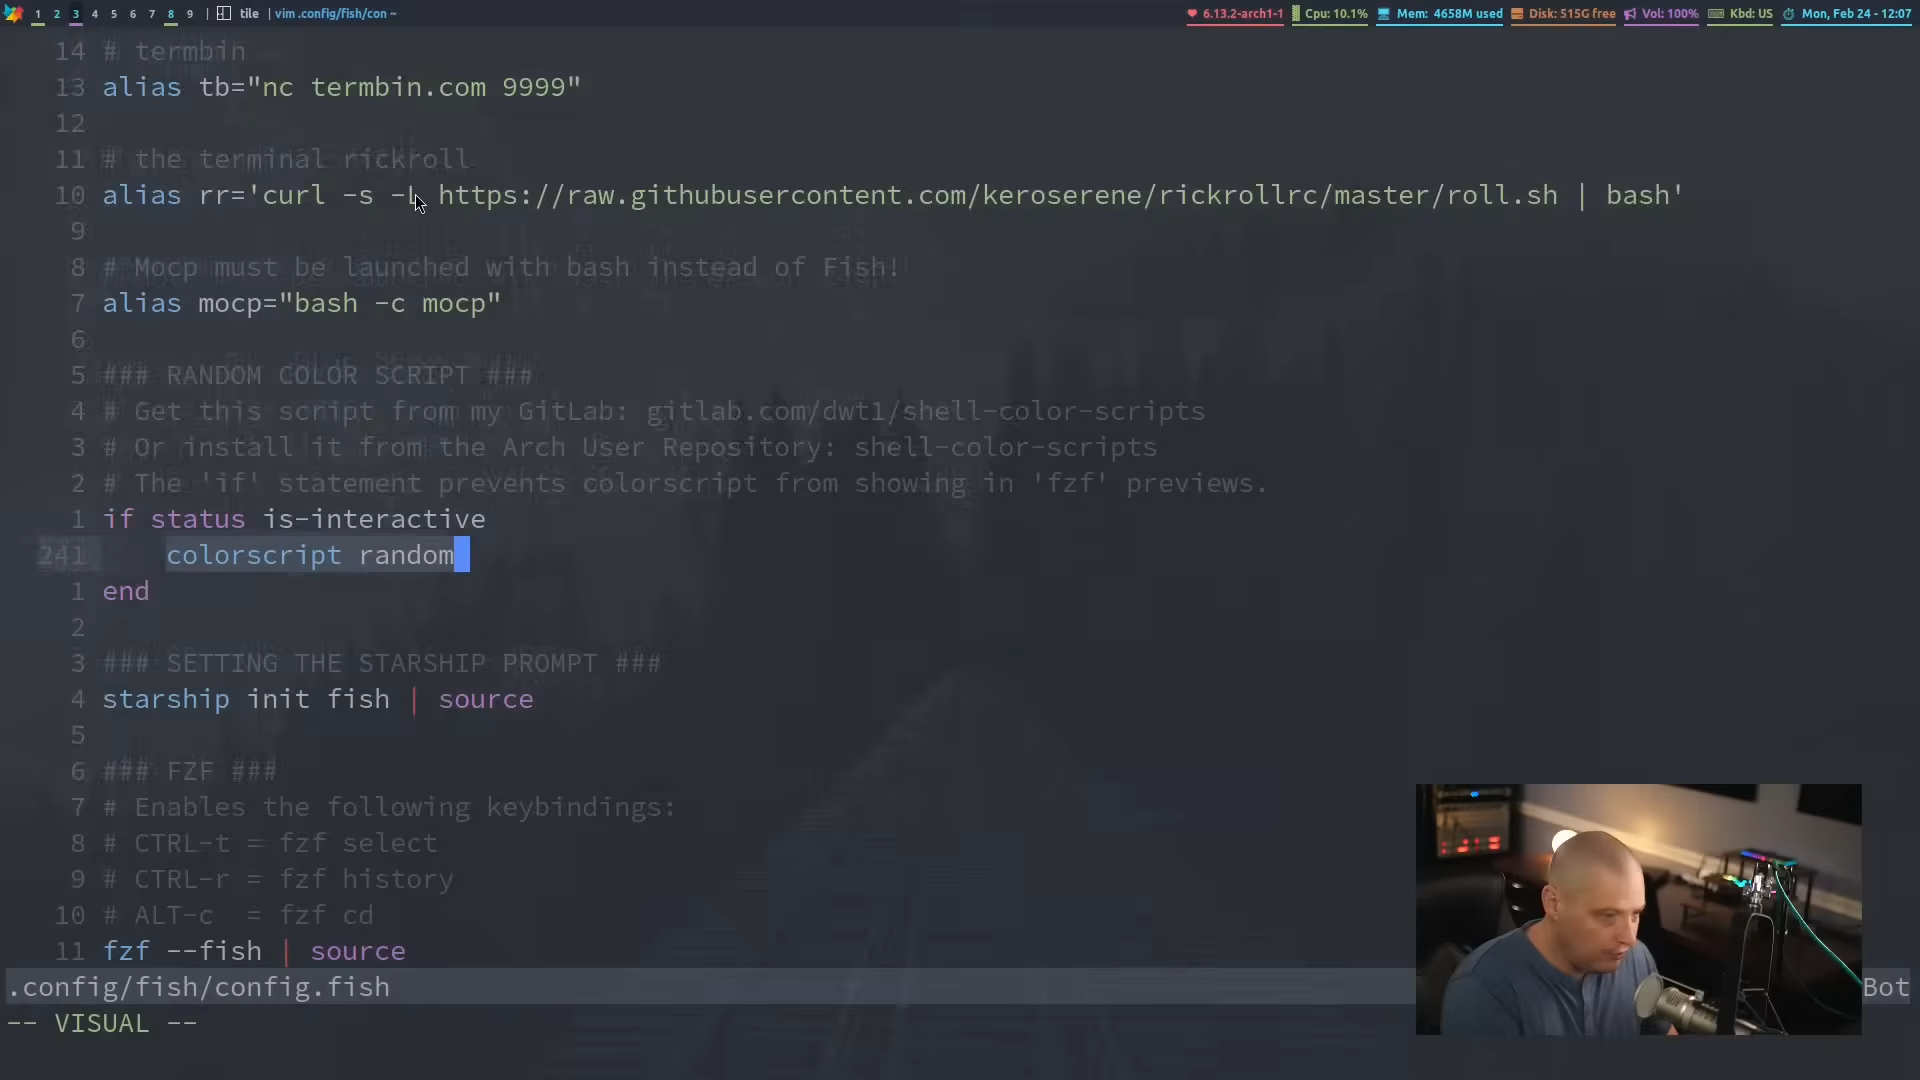 1 2 3 4 5 6 7 8 9 | tile | vim .config/fish/con ~
6.13.2-arch1-1 Cpu: 10.1% Mem: 4658M used Disk: 515G free Vol: 100% Kbd: US Mon, Feb 24 - 12:07
14 # termbin
13 alias tb="nc termbin.com 9999"
12
11 # the terminal rickroll
10 alias rr='curl -s -L https://raw.githubusercontent.com/keroserene/rickrollrc/master/roll.sh | bash'
9
8 # Mocp must be launched with bash instead of Fish!
7 alias mocp="bash -c mocp"
6
5 ### RANDOM COLOR SCRIPT ###
4 # Get this script from my GitLab: gitlab.com/dwt1/shell-color-scripts
3 # Or install it from the Arch User Repository: shell-color-scripts
2 # The 'if' statement prevents colorscript from showing in 'fzf' previews.
1 if status is-interactive
241 colorscript random
1 end
2
3 ### SETTING THE STARSHIP PROMPT ###
4 starship init fish | source
5
6 ### FZF ###
7 # Enables the following keybindings:
8 # CTRL-t = fzf select
9 # CTRL-r = fzf history
10 # ALT-c  = fzf cd
11 fzf --fish | source
.config/fish/config.fish Bot
-- VISUAL --